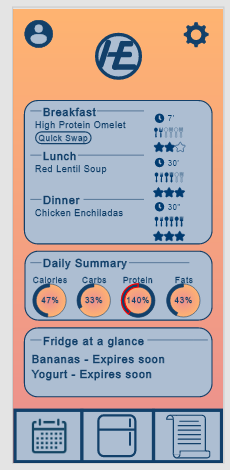 HE
Breakfast
High Protein Omelet
7'
Quick Swap
Lunch
30'
Red Lentil Soup
Dinner
30"
Chicken Enchiladas
Daily Summary
Calories Carbs Protein Fats
47% 33% 140% 43%
Fridge at a glance
Bananas - Expires soon
Yogurt - Expires soon